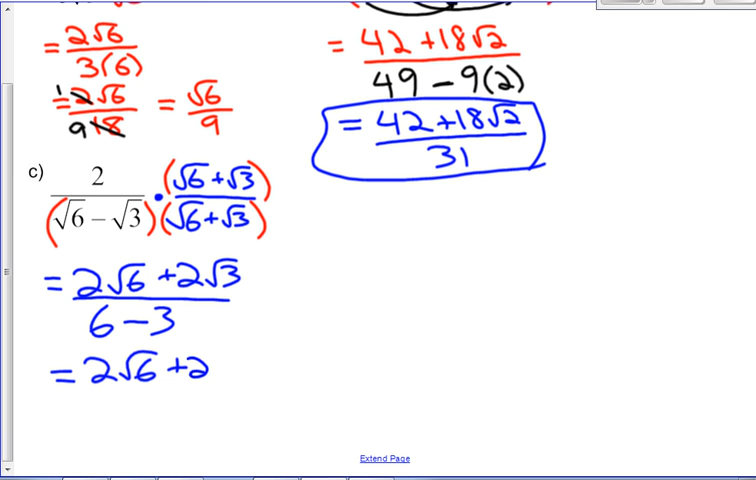 = 2√6 / 3(6)
= 2√6 / 18 1 9 = √6 / 9
= 42 + 18√2 / 49 - 9(2)
= 42 + 18√2 / 31
c) 2 / (√6 - √3) • (√6 + √3) / (√6 + √3)
= 2√6 + 2√3 / 6 - 3
= 2√6 + 2
Extend Page